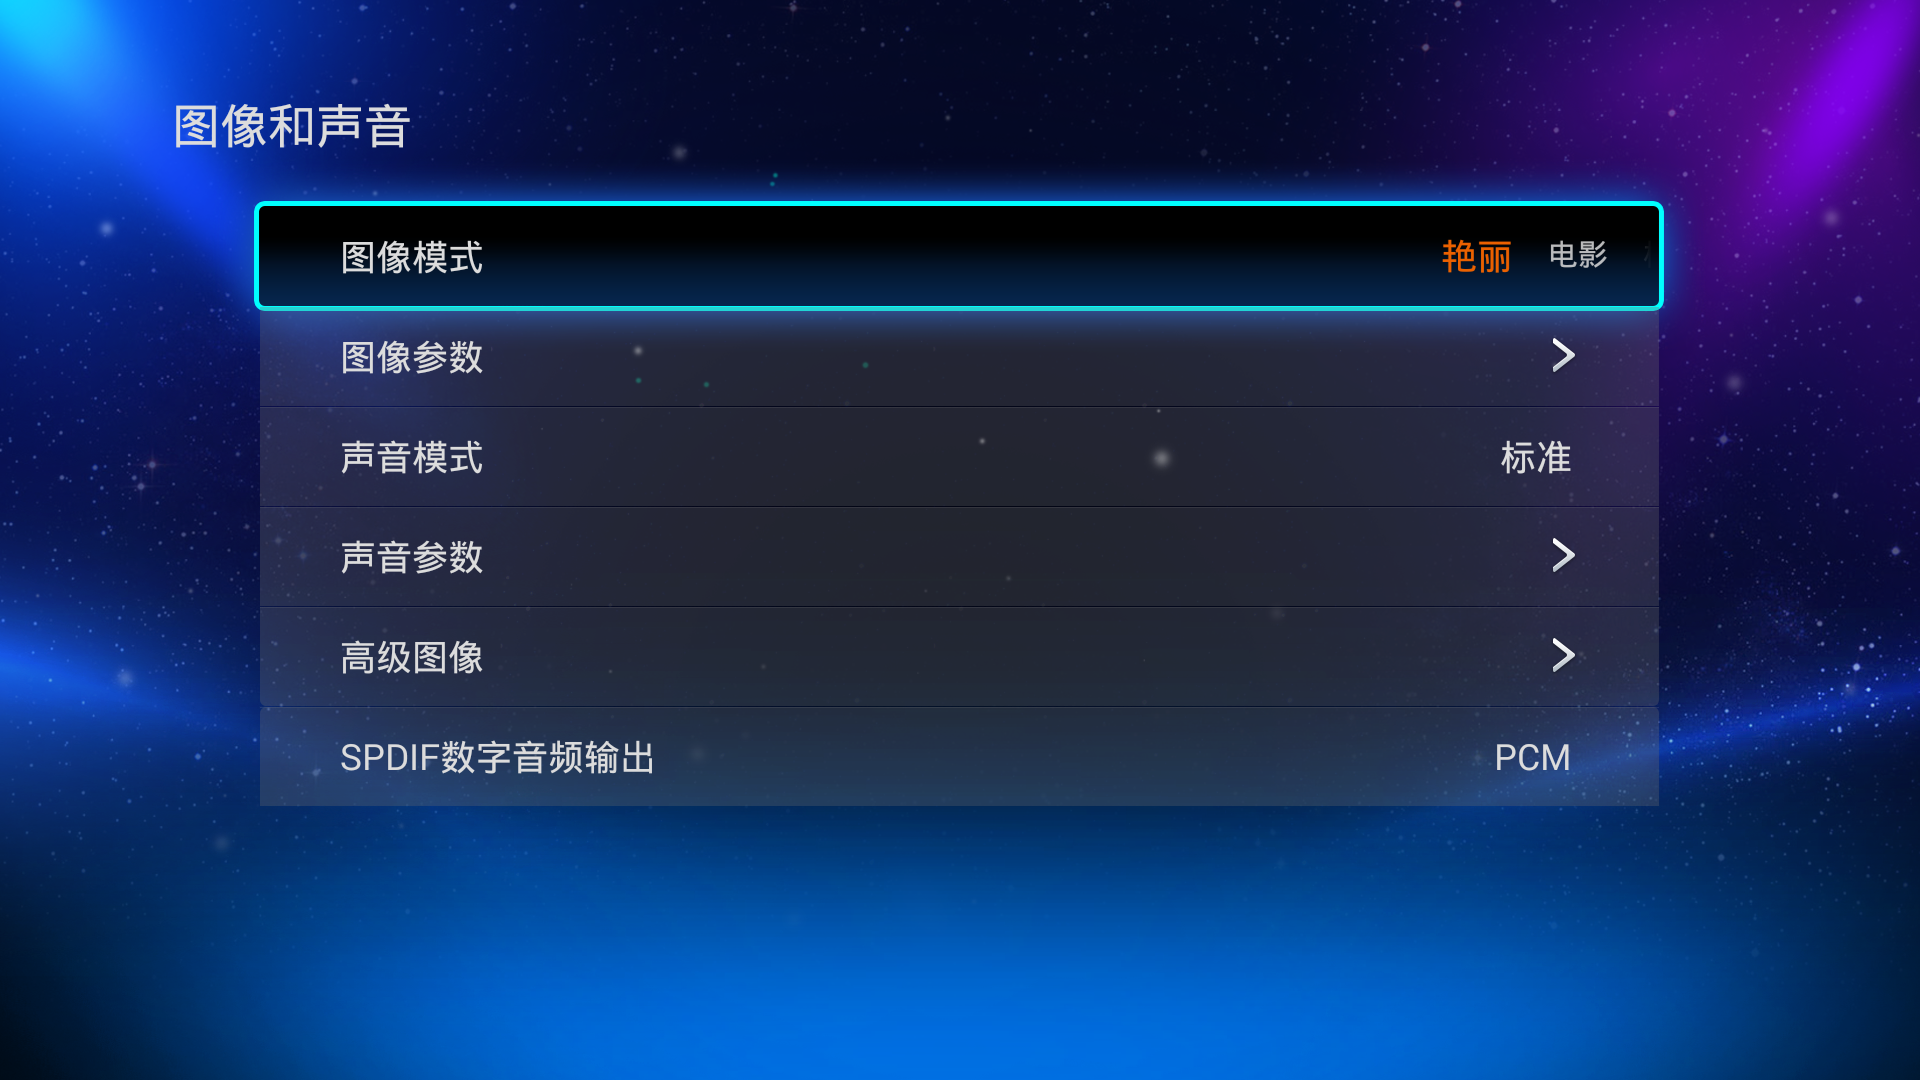 图像和声音
图像模式 艳丽 电影
图像参数
声音模式 标准
声音参数
高级图像
SPDIF数字音频输出 PCM